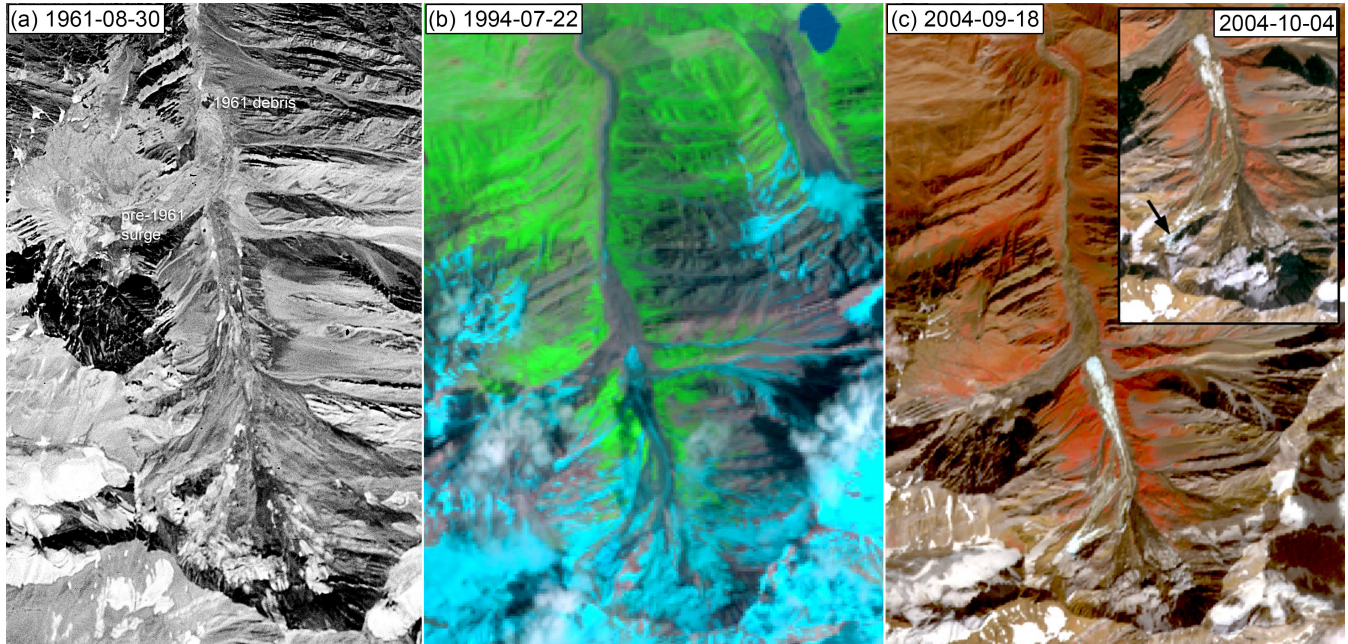 (a) 1961-08-30
1961 debris
pre-1961
surge
(b) 1994-07-22
(c) 2004-09-18
2004-10-04